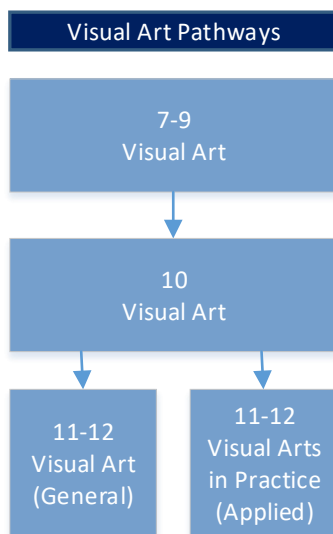 Visual Art Pathways
7-9
Visual Art
10
Visual Art
11-12
Visual Art
(General)
11-12
Visual Arts
in Practice
(Applied)